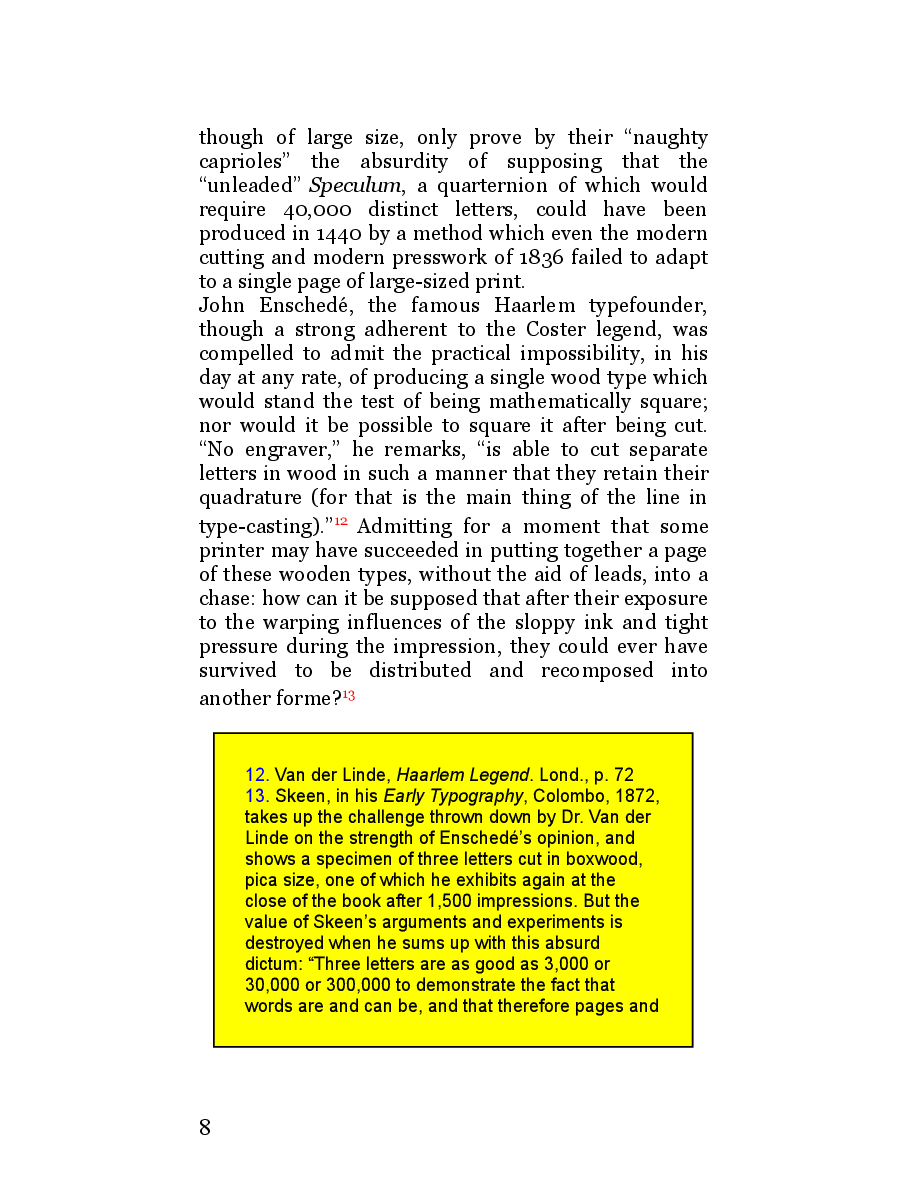 though of large size, only prove by their “naughty
caprioles” the absurdity of supposing that the
“unleaded” Speculum, a quarternion of which would
require 40,000 distinct letters, could have been
produced in 1440 by a method which even the modern
cutting and modern presswork of 1836 failed to adapt
to a single page of large-sized print.
John Enschedé, the famous Haarlem typefounder,
though a strong adherent to the Coster legend, was
compelled to admit the practical impossibility, in his
day at any rate, of producing a single wood type which
would stand the test of being mathematically square;
nor would it be possible to square it after being cut.
“No engraver,” he remarks, “is able to cut separate
letters in wood in such a manner that they retain their
quadrature (for that is the main thing of the line in
type-casting).”12 Admitting for a moment that some
printer may have succeeded in putting together a page
of these wooden types, without the aid of leads, into a
chase: how can it be supposed that after their exposure
to the warping influences of the sloppy ink and tight
pressure during the impression, they could ever have
survived to be distributed and recomposed into
another forme?13
12. Van der Linde, Haarlem Legend. Lond., p. 72
13. Skeen, in his Early Typography, Colombo, 1872,
takes up the challenge thrown down by Dr. Van der
Linde on the strength of Enschedé’s opinion, and
shows a specimen of three letters cut in boxwood,
pica size, one of which he exhibits again at the
close of the book after 1,500 impressions. But the
value of Skeen’s arguments and experiments is
destroyed when he sums up with this absurd
dictum: “Three letters are as good as 3,000 or
30,000 or 300,000 to demonstrate the fact that
words are and can be, and that therefore pages and
8